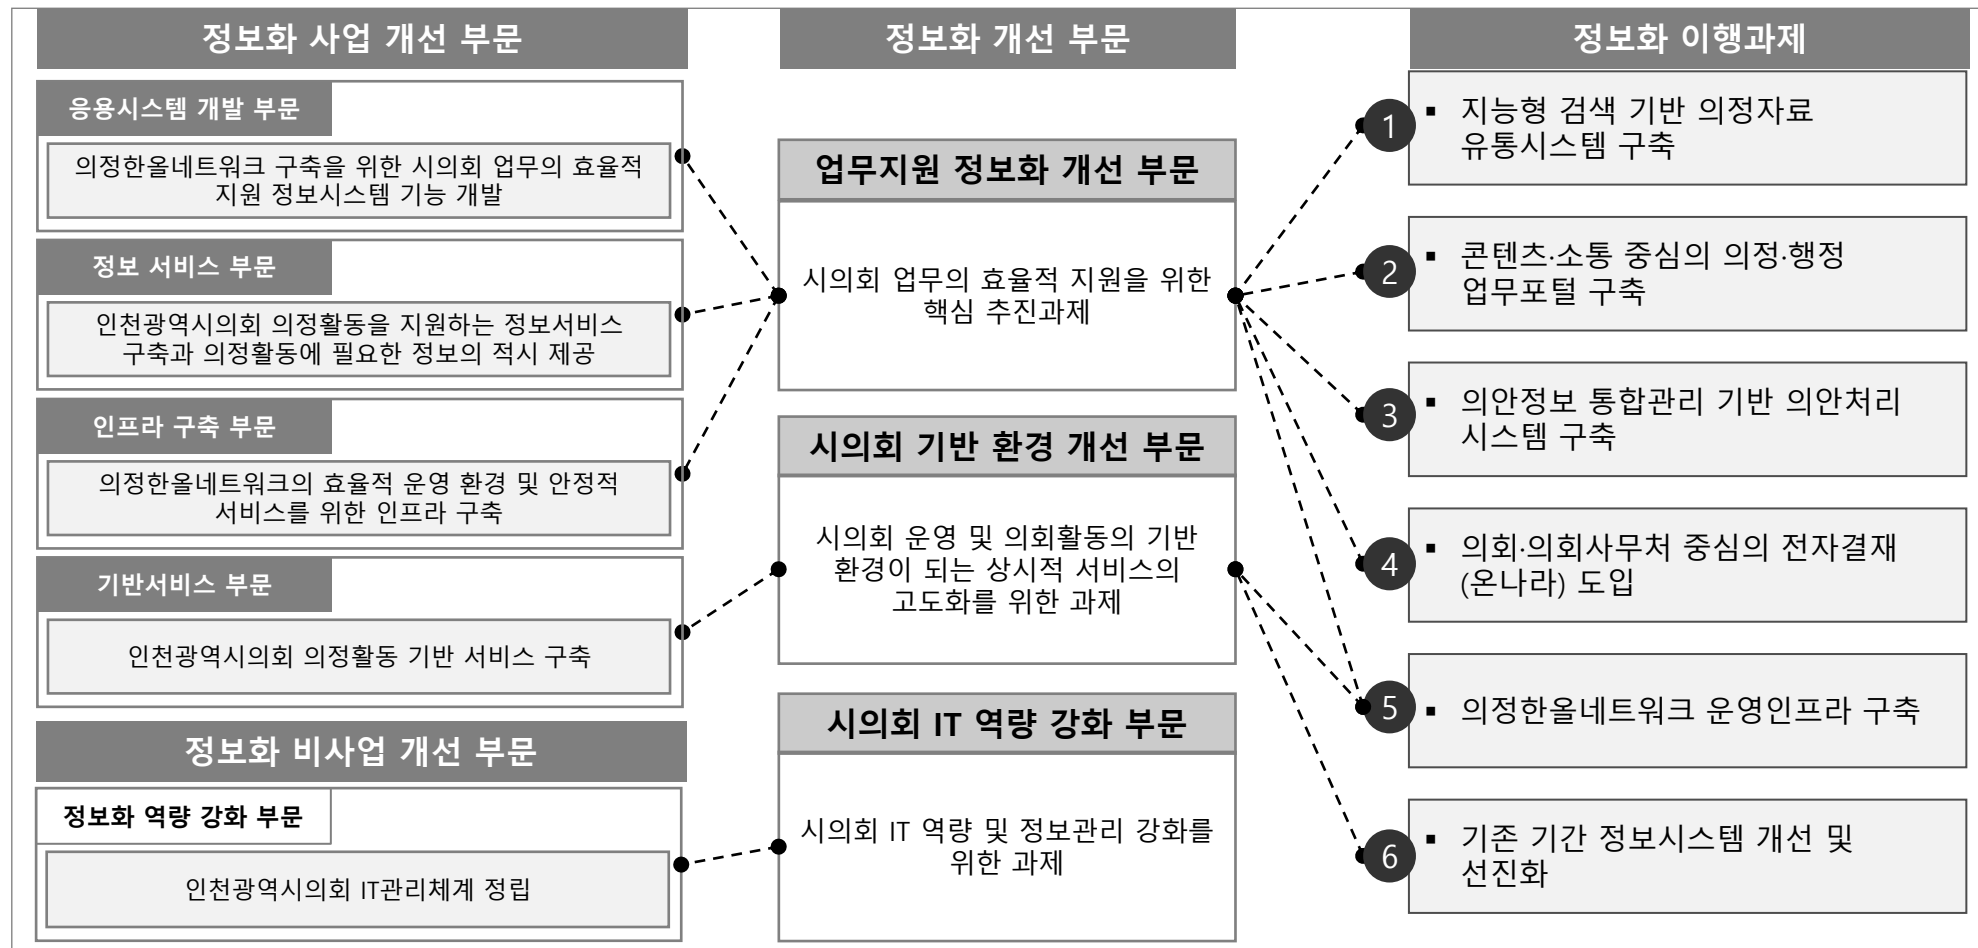 정보화 사업 개선 부문
응용시스템 개발 부문
의정한올네트워크 구축을 위한 시의회 업무의 효율적
지원 정보시스템 기능 개발
정보 서비스 부문
인천광역시의회 의정활동을 지원하는 정보서비스
구축과 의정활동에 필요한 정보의 적시 제공
인프라 구축 부문
의정한올네트워크의 효율적 운영 환경 및 안정적
서비스를 위한 인프라 구축
기반서비스 부문
인천광역시의회 의정활동 기반 서비스 구축
정보화 비사업 개선 부문
정보화 역량 강화 부문
인천광역시의회 IT관리체계 정립
정보화 개선 부문
업무지원 정보화 개선 부문
시의회 업무의 효율적 지원을 위한
핵심 추진과제
시의회 기반 환경 개선 부문
시의회 운영 및 의회활동의 기반
환경이 되는 상시적 서비스의
고도화를 위한 과제
시의회 IT 역량 강화 부문
시의회 IT 역량 및 정보관리 강화를
위한 과제
정보화 이행과제
1 ▪ 지능형 검색 기반 의정자료
유통시스템 구축
2 ▪ 콘텐츠·소통 중심의 의정·행정
업무포털 구축
3 ▪ 의안정보 통합관리 기반 의안처리
시스템 구축
4 ▪ 의회·의회사무처 중심의 전자결재
(온나라) 도입
5 ▪ 의정한올네트워크 운영인프라 구축
6 ▪ 기존 기간 정보시스템 개선 및
선진화